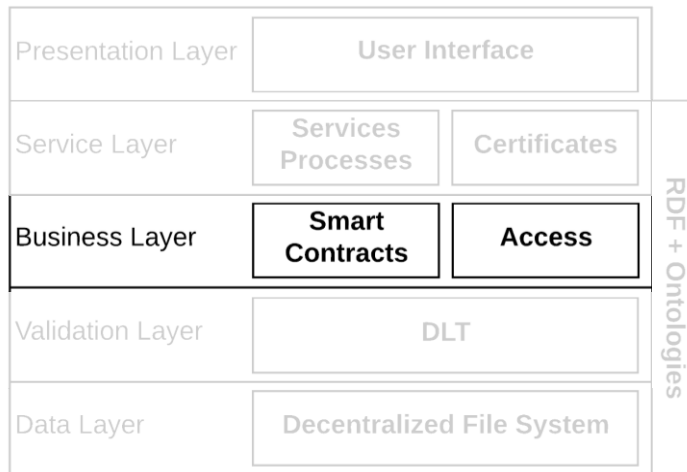 Presentation Layer
User Interface
Service Layer
Services
Processes
Certificates
Business Layer
Smart
Contracts
Access
Validation Layer
DLT
Data Layer
Decentralized File System
RDF + Ontologies